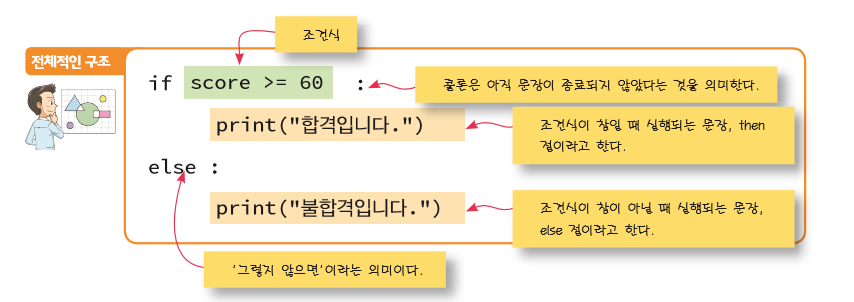 조건식
전체적인 구조
if score >= 60 :
콜론은 아직 문장이 종료되지 않았다는 것을 의미한다.
print("합격입니다.")
조건식이 참일 때 실행되는 문장, then
절이라고 한다.
else :
print("불합격입니다.")
조건식이 참이 아닐 때 실행되는 문장,
else 절이라고 한다.
'그렇지 않으면'이라는 의미이다.